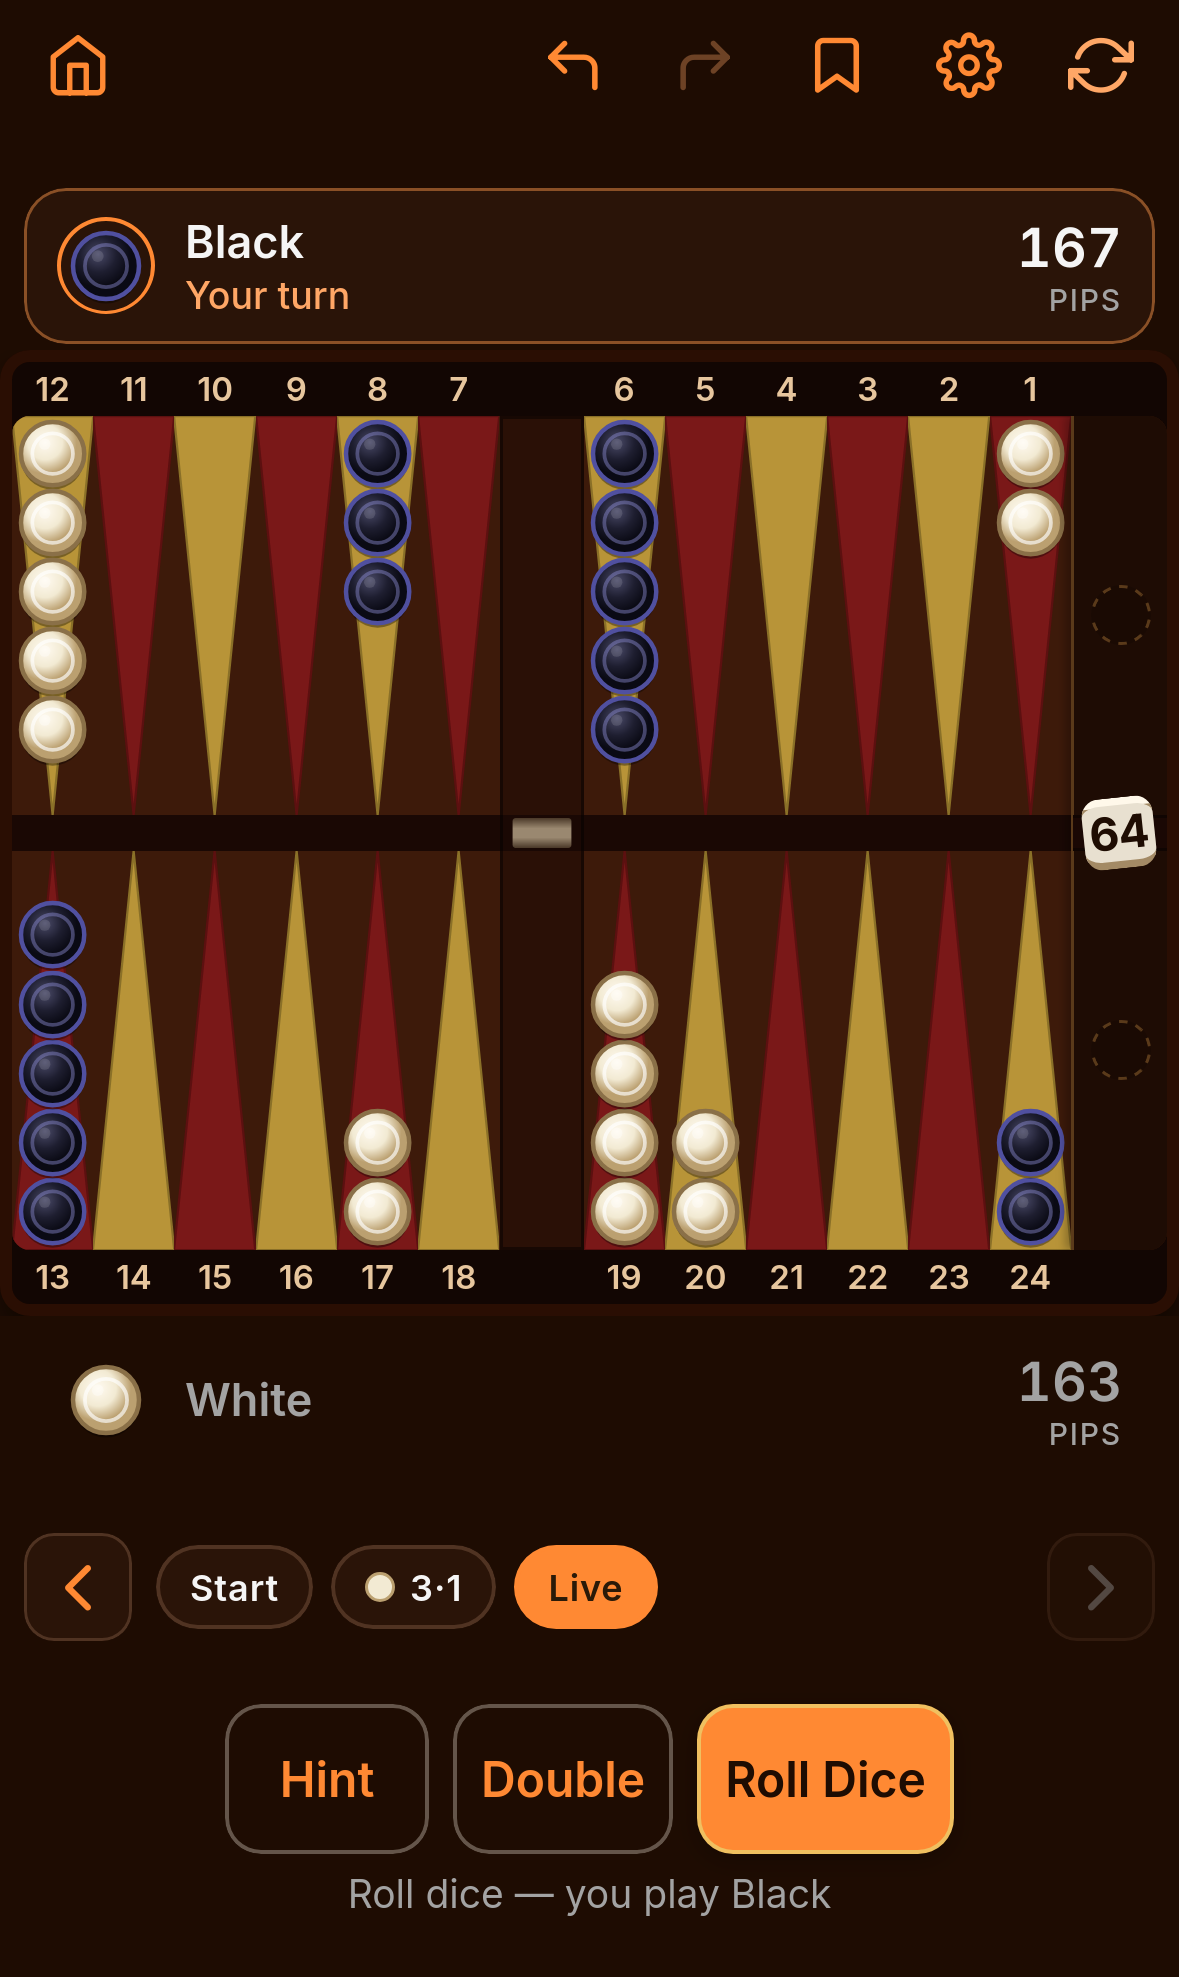 Black
Your turn
167
PIPS
12 11 10 9 8 7 6 5 4 3 2 1
64
13 14 15 16 17 18 19 20 21 22 23 24
White
163
PIPS
Start 3·1 Live
Hint Double Roll Dice
Roll dice — you play Black